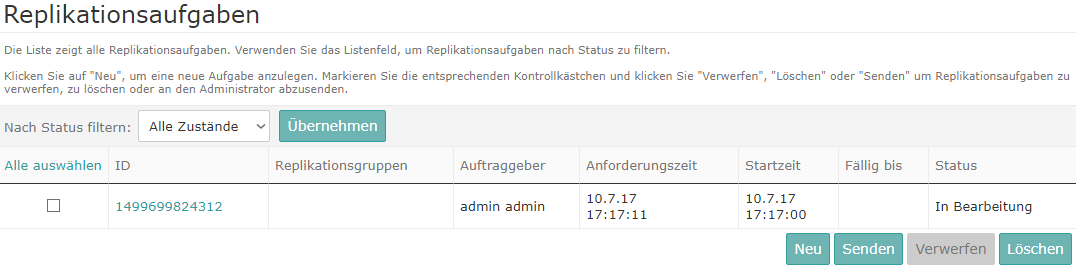 Replikationsaufgaben
Die Liste zeigt alle Replikationsaufgaben. Verwenden Sie das Listenfeld, um Replikationsaufgaben nach Status zu filtern.
Klicken Sie auf "Neu", um eine neue Aufgabe anzulegen. Markieren Sie die entsprechenden Kontrollkästchen und klicken Sie "Verwerfen", "Löschen" oder "Senden" um Replikationsaufgaben zu
verwerfen, zu löschen oder an den Administrator abzusenden.
Nach Status filtern: Alle Zustände Übernehmen
Alle auswählen ID Replikationsgruppen Auftraggeber Anforderungszeit Startzeit Fällig bis Status
1499699824312 admin admin 10.7.17 17:17:11 10.7.17 17:17:00 In Bearbeitung
Neu Senden Verwerfen Löschen